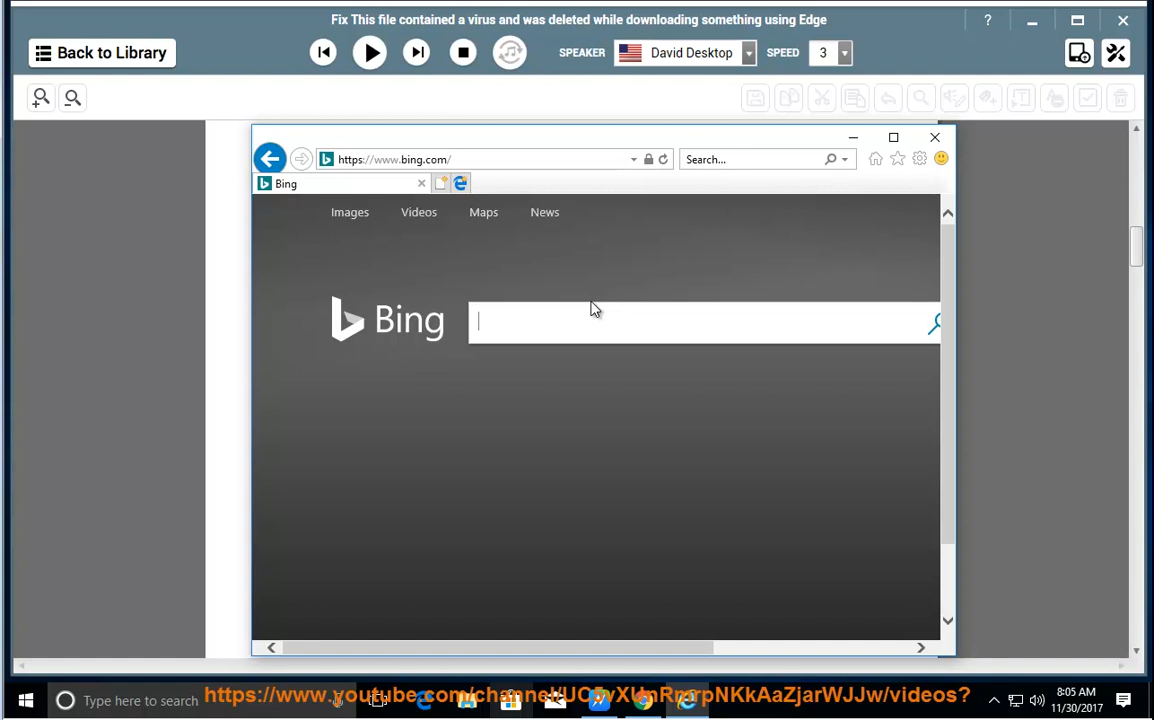 Fix This file contained a virus and was deleted while downloading something using Edge
Back to Library
SPEAKER
David Desktop
SPEED
3
https://www.bing.com/
Search...
Bing
Images
Videos
Maps
News
Bing
Type here to search
8:05 AM
11/30/2017